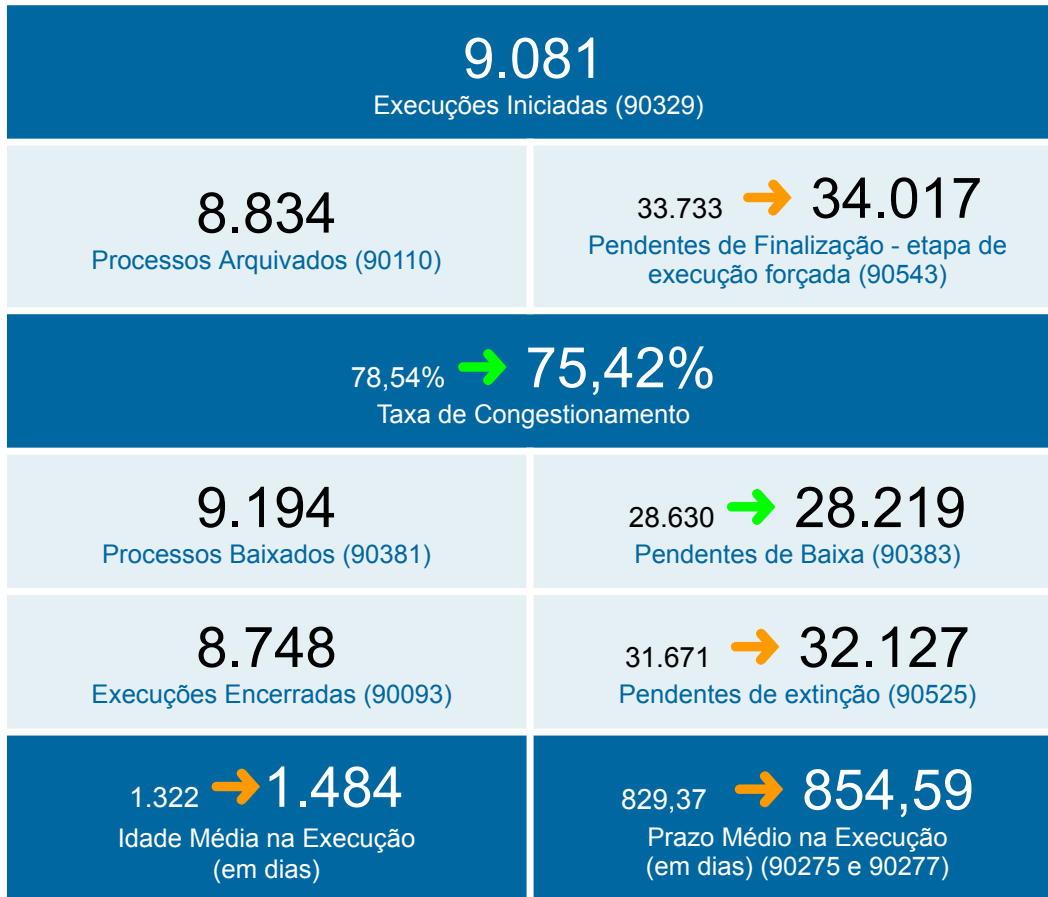 9.081
Execuções Iniciadas (90329)
8.834
Processos Arquivados (90110)
33.733 34.017
Pendentes de Finalização - etapa de
execução forçada (90543)
78,54% 75,42%
Taxa de Congestionamento
9.194
Processos Baixados (90381)
28.630 28.219
Pendentes de Baixa (90383)
8.748
Execuções Encerradas (90093)
31.671 32.127
Pendentes de extinção (90525)
1.322 1.484
Idade Média na Execução
(em dias)
829,37 854,59
Prazo Médio na Execução
(em dias) (90275 e 90277)